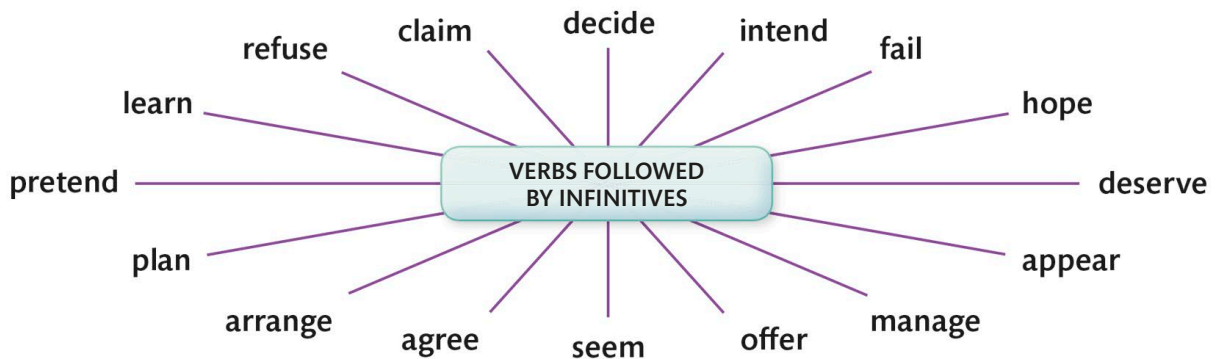 decide
claim
intend
refuse
fail
learn
hope
VERBS FOLLOWED
BY INFINITIVES
pretend
deserve
plan
appear
arrange
manage
agree
offer
seem